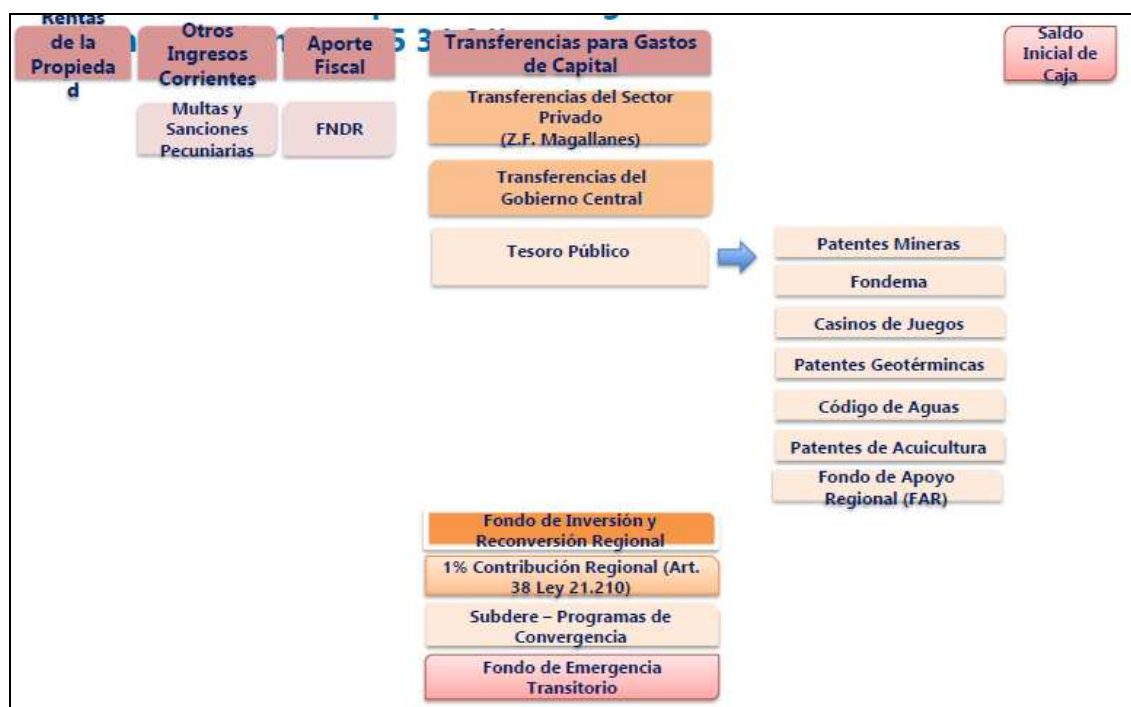 Rentas
de la
Propieda
d
Otros
Ingresos
Corrientes
Aporte
Fiscal
5 3
Transferencias para Gastos
de Capital
Saldo
Inicial de
Caja
Multas y
Sanciones
Pecuniarias
FNDR
Transferencias del Sector
Privado
(Z.F. Magallanes)
Transferencias del
Gobierno Central
Tesoro Público
Patentes Mineras
Fondema
Casinos de Juegos
Patentes Geotérmincas
Código de Aguas
Patentes de Acuicultura
Fondo de Apoyo
Regional (FAR)
Fondo de Inversión y
Reconversión Regional
1% Contribución Regional (Art.
38 Ley 21.210)
Subdere – Programas de
Convergencia
Fondo de Emergencia
Transitorio